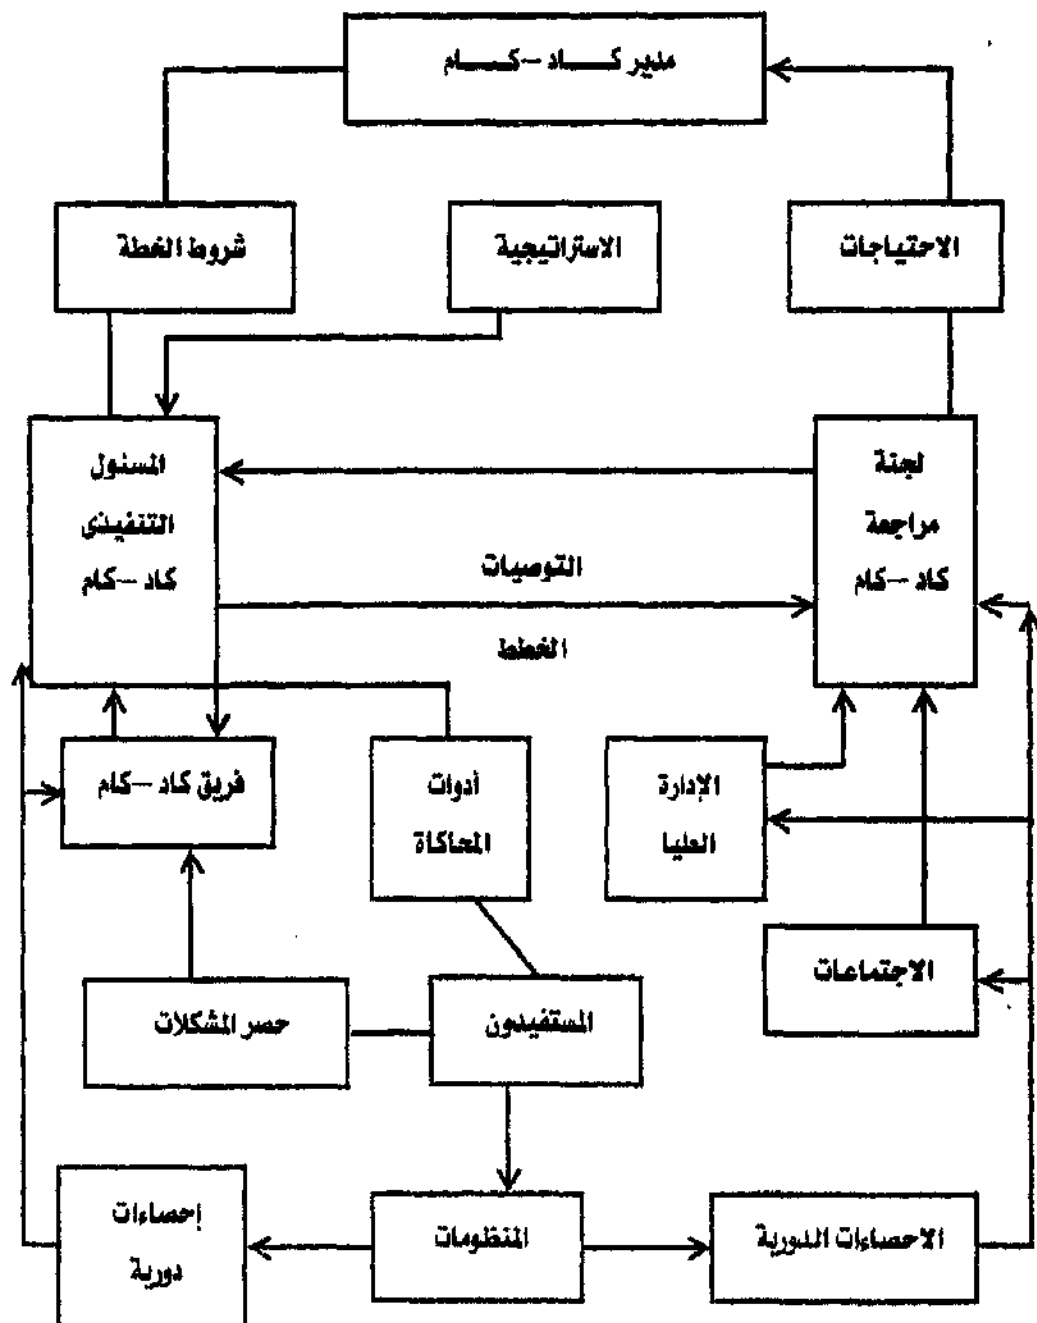 مدير كـــاد -كـــام
الاحتياجات
الاستراتيجية
شروط الخطة
لجنة
مراجعة
كاد -كام
المسئول
التنفيذى
كاد -كام
التوصيات
الخطط
الإدارة
العليا
أدوات
المحاكاة
فريق كاد -كام
الاجتماعات
المستفيدون
حصر المشكلات
الاحصاءات الدورية
المنظومات
إحصاءات
دورية